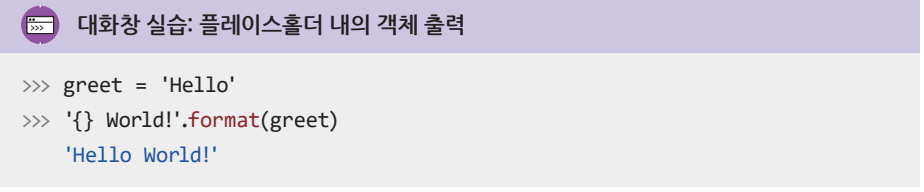 대화창 실습: 플레이스홀더 내의 객체 출력
>>> greet = 'Hello'
>>> '{} World!'.format(greet)
'Hello World!'